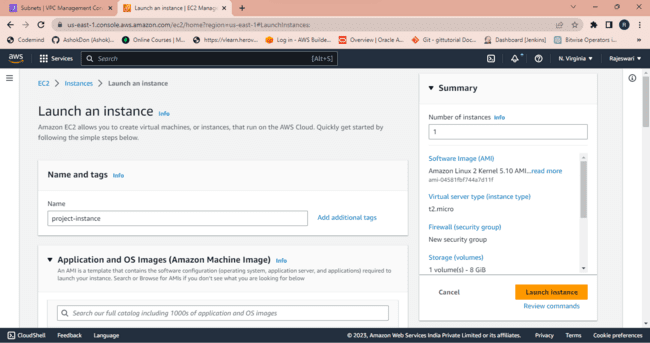 Subnets | VPC Management Con
Launch an instance | EC2 Manag
us-east-1.console.aws.amazon.com/ec2/home?region=us-east-1#LaunchInstances:
Codemind
AshokDon (Ashok)...
Online Courses | M...
https://vlearn.herov...
Log in - AWS Builde...
Overview | Oracle A...
Git - gittutorial Doc...
Dashboard [Jenkins]
Bitwise Operators i...
aws
Services
Search
[Alt+S]
N. Virginia
Rajeswari
EC2
Instances
Launch an instance
Launch an instance Info
Amazon EC2 allows you to create virtual machines, or instances, that run on the AWS Cloud. Quickly get started by
following the simple steps below.
Name and tags Info
Name
project-instance
Add additional tags
Application and OS Images (Amazon Machine Image) Info
An AMI is a template that contains the software configuration (operating system, application server, and applications) required to
launch your instance. Search or Browse for AMIs if you don't see what you are looking for below
Search our full catalog including 1000s of application and OS images
Summary
Number of instances Info
1
Software Image (AMI)
Amazon Linux 2 Kernel 5.10 AMI...read more
ami-04581fbf744a7d11f
Virtual server type (instance type)
t2.micro
Firewall (security group)
New security group
Storage (volumes)
1 volume(s) - 8 GiB
Cancel
Launch instance
Review commands
CloudShell
Feedback
Language
© 2023, Amazon Web Services India Private Limited or its affiliates.
Privacy
Terms
Cookie preferences